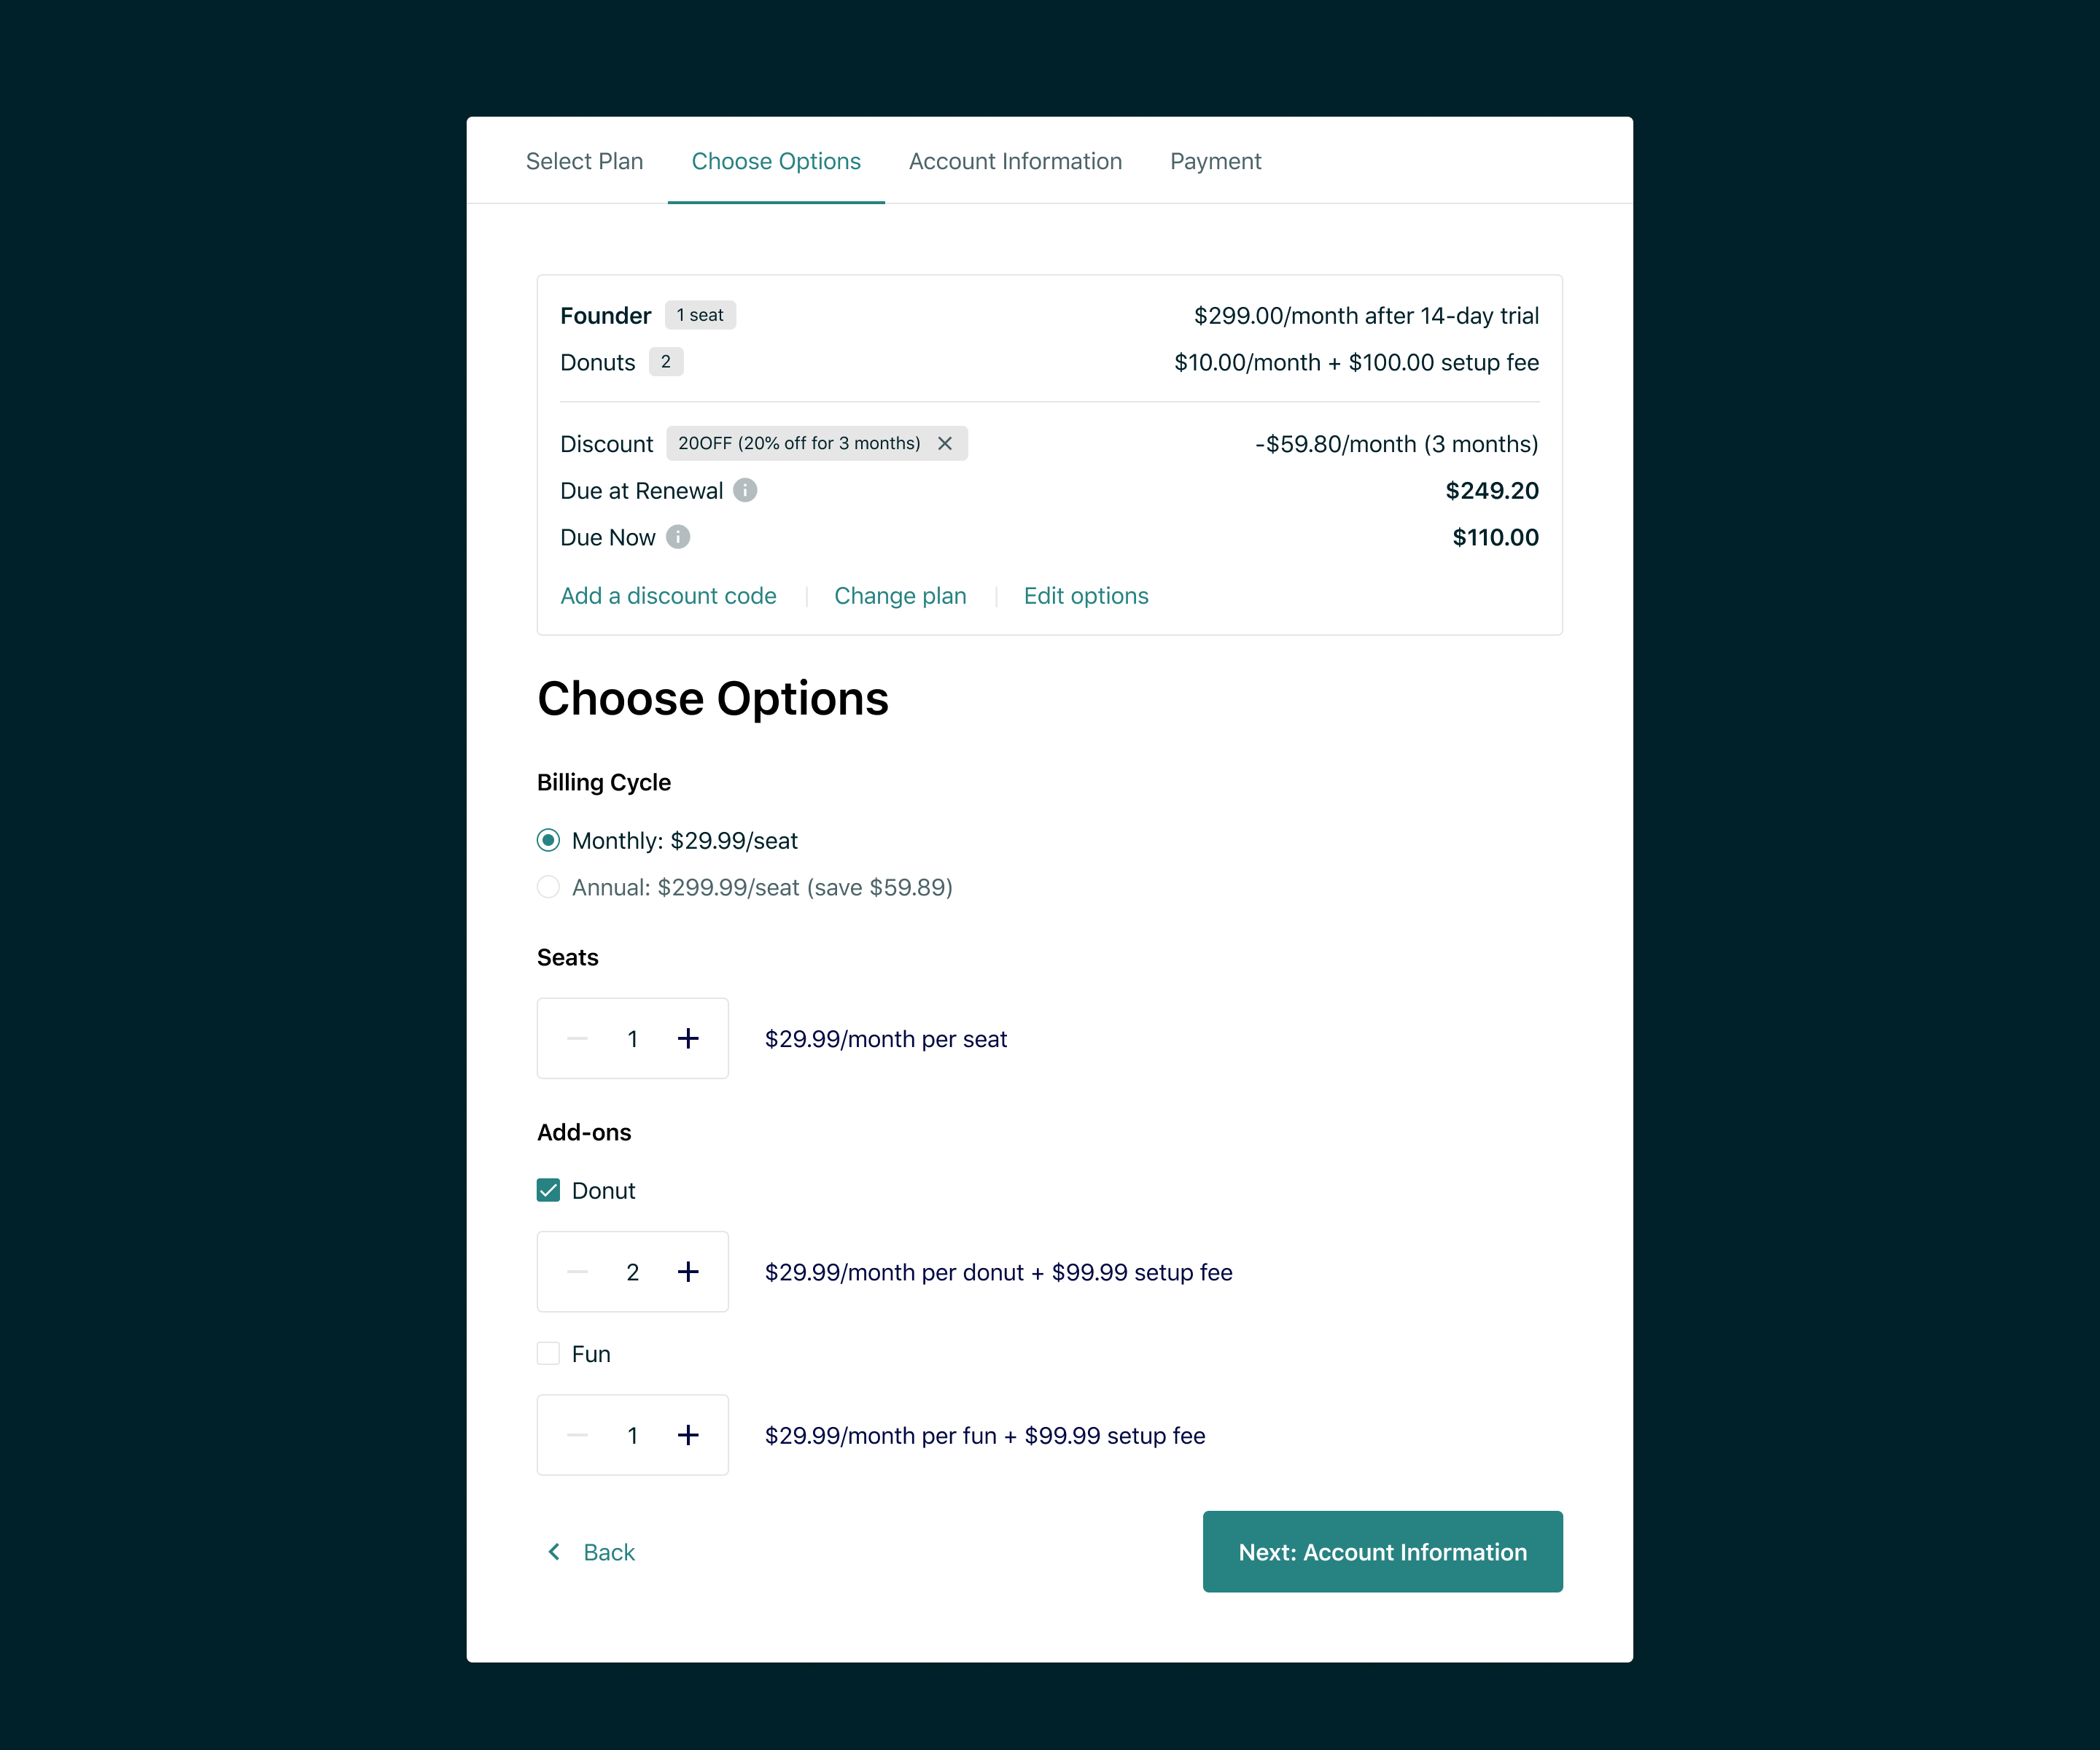 Select Plan Choose Options Account Information Payment
Founder 1 seat $299.00/month after 14-day trial
Donuts 2 $10.00/month + $100.00 setup fee
Discount 20OFF (20% off for 3 months) -$59.80/month (3 months)
Due at Renewal $249.20
Due Now $110.00
Add a discount code Change plan Edit options
Choose Options
Billing Cycle
Monthly: $29.99/seat
Annual: $299.99/seat (save $59.89)
Seats
1 $29.99/month per seat
Add-ons
Donut
2 $29.99/month per donut + $99.99 setup fee
Fun
1 $29.99/month per fun + $99.99 setup fee
Back Next: Account Information